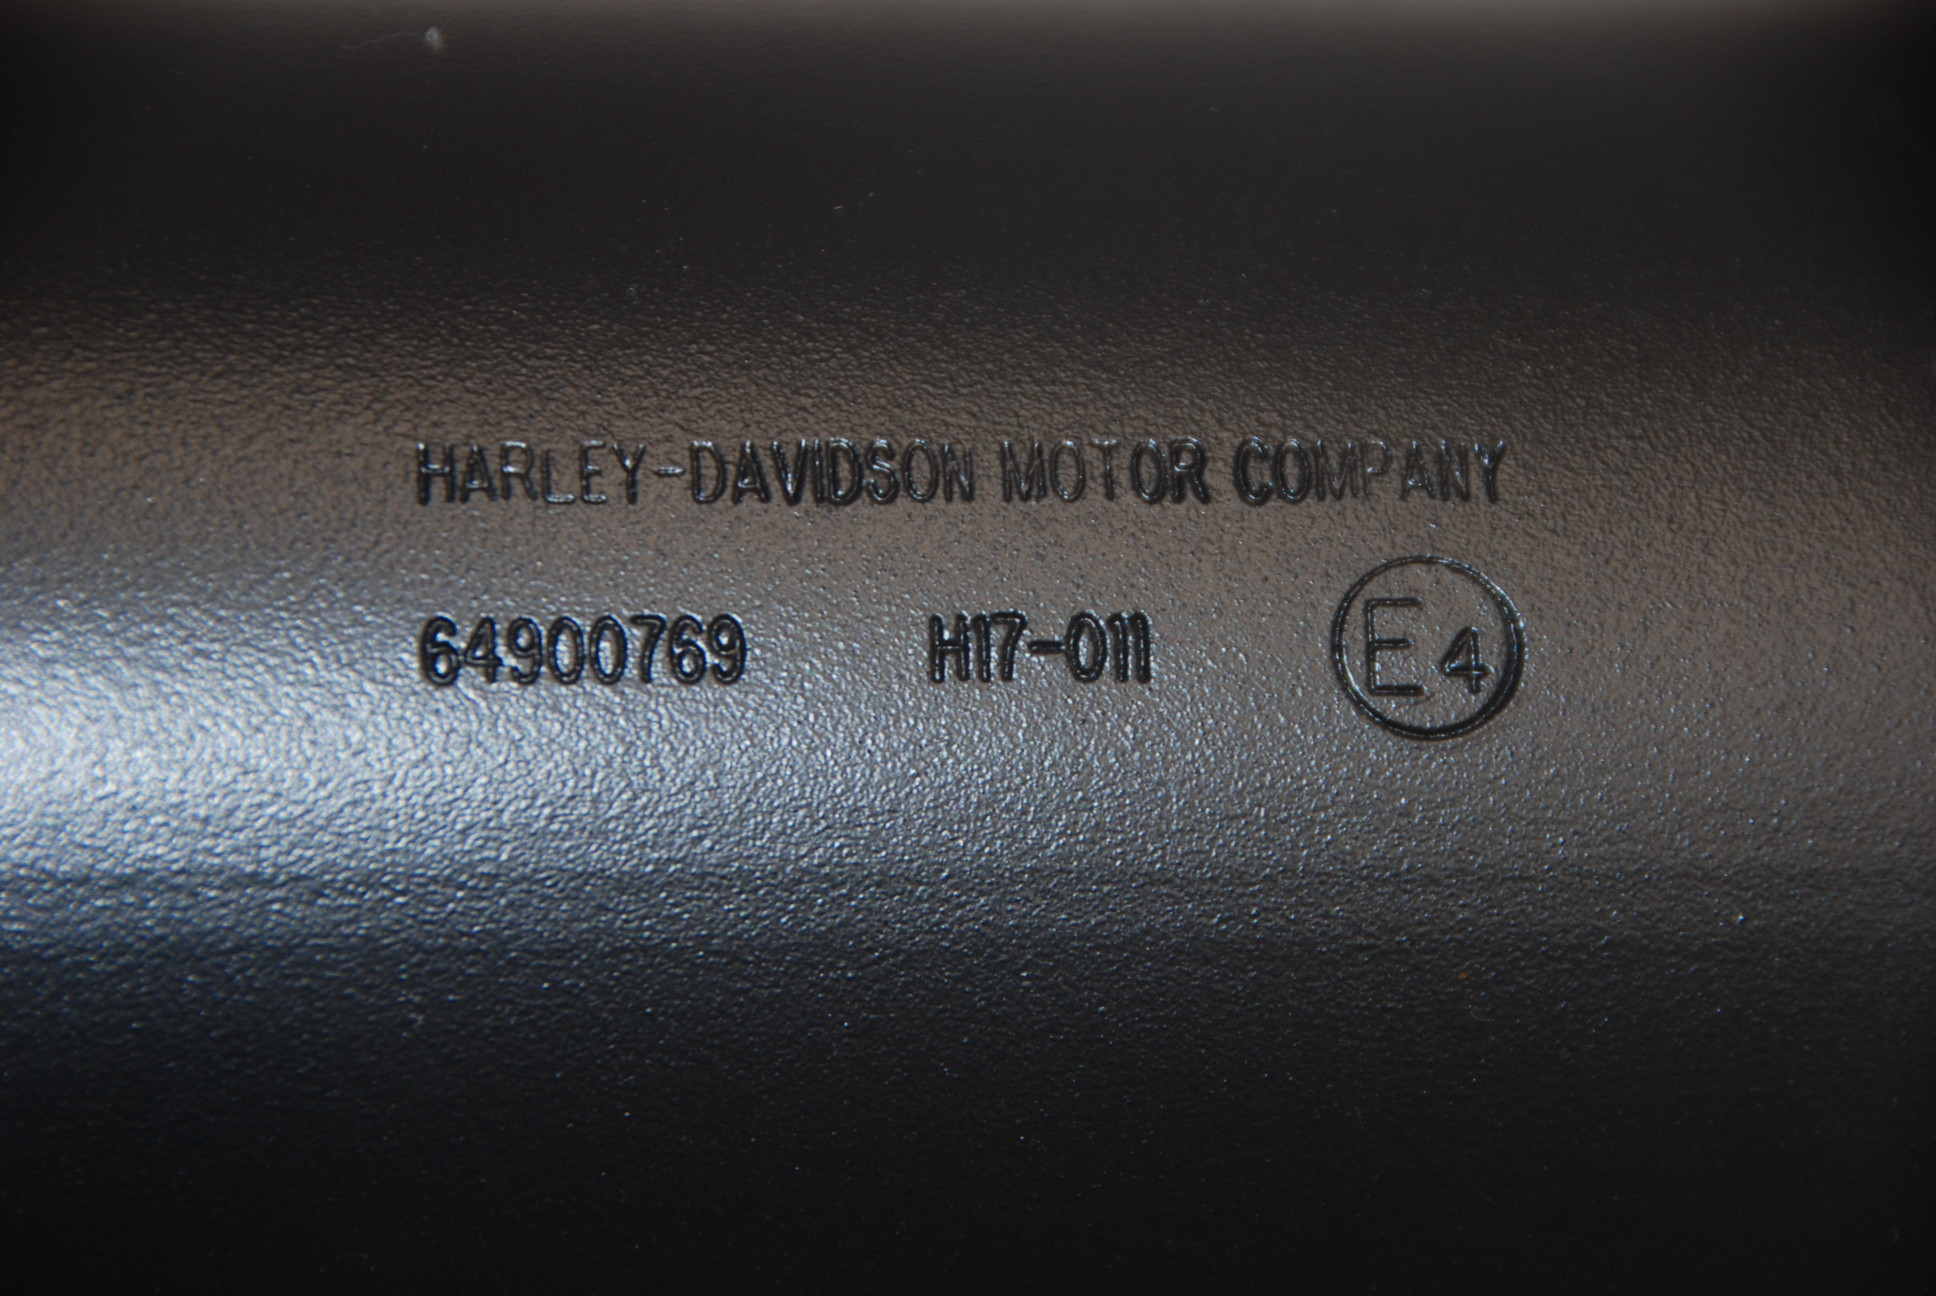 HARLEY-DAVIDSON MOTOR COMPANY
64900769 H17-011 E4